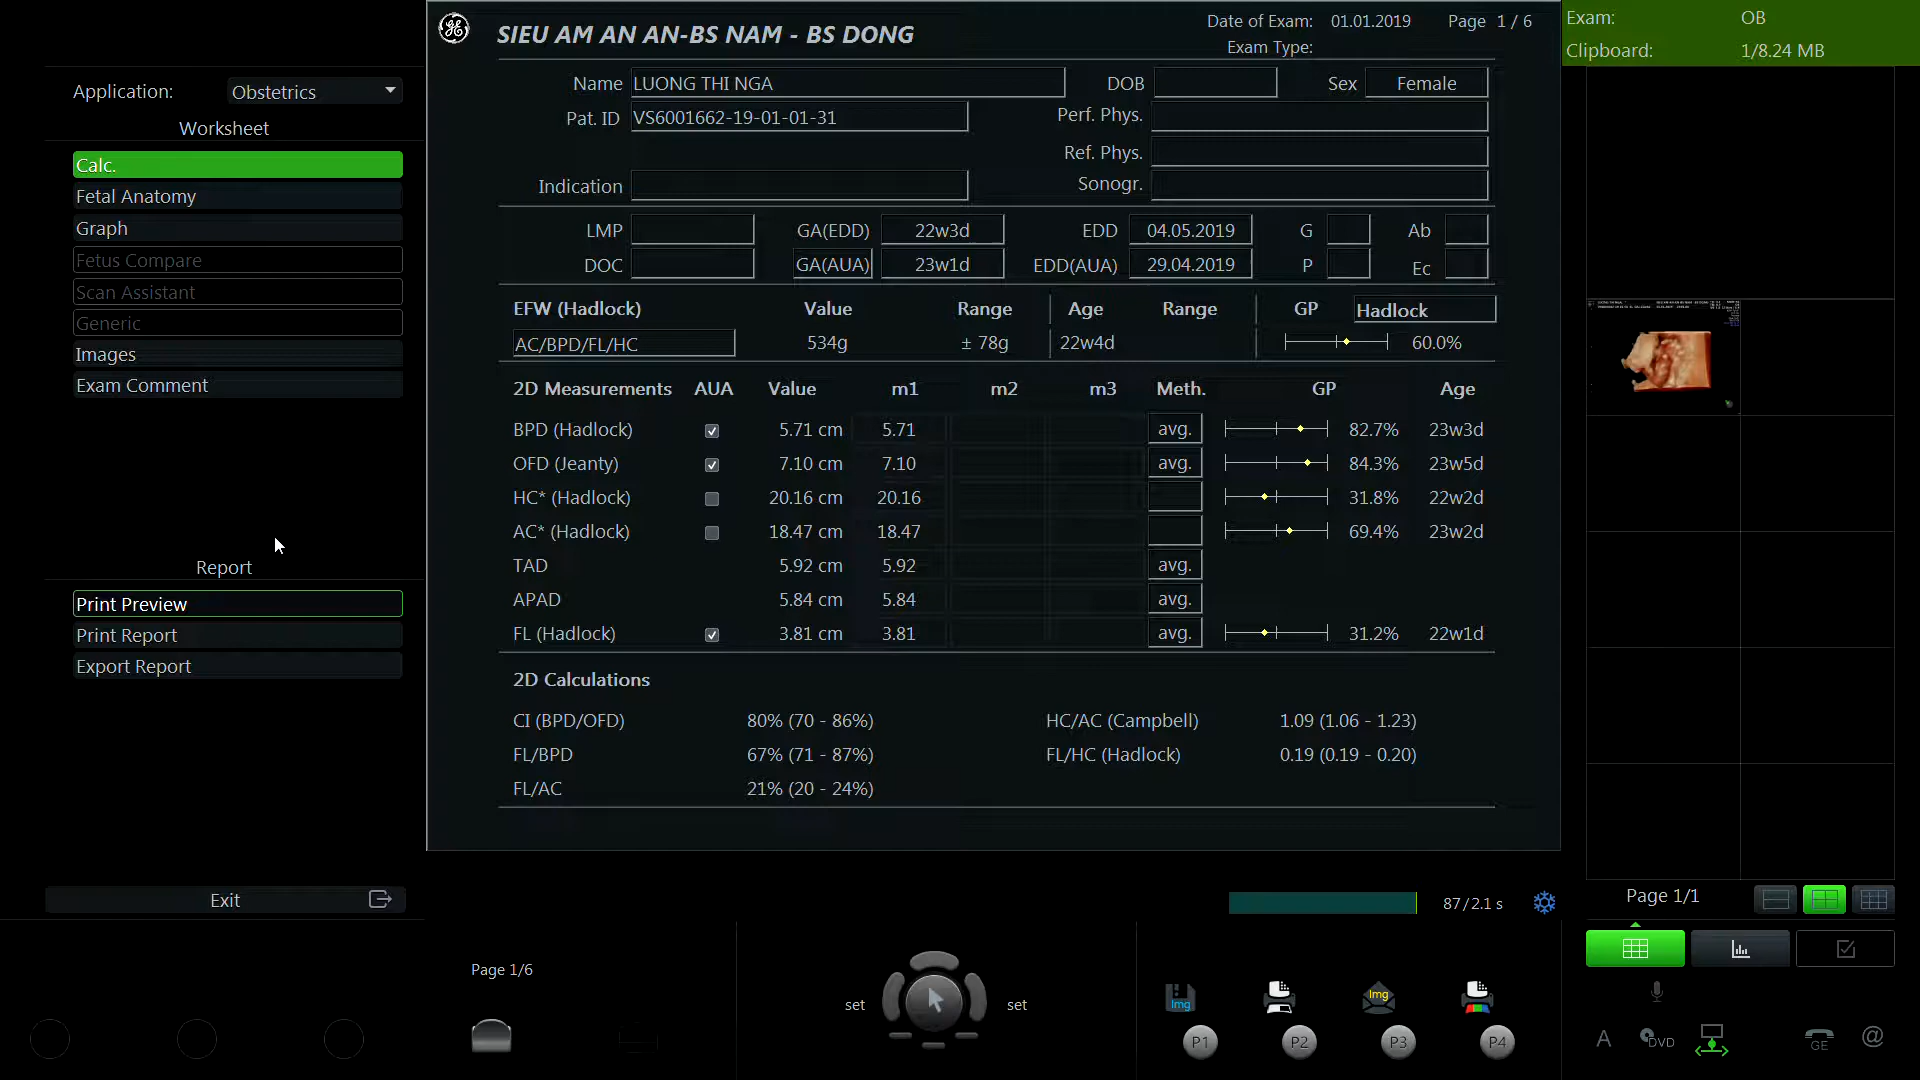 SIEU AM AN AN-BS NAM - BS DONG
Date of Exam: 01.01.2019 Page 1 / 6
Exam Type:
Exam: OB
Clipboard: 1/8.24 MB
Application: Obstetrics
Worksheet
Calc.
Fetal Anatomy
Graph
Fetus Compare
Scan Assistant
Generic
Images
Exam Comment
Report
Print Preview
Print Report
Export Report
Exit
Name LUONG THI NGA DOB Sex Female
Pat. ID VS6001662-19-01-01-31 Perf. Phys.
Ref. Phys.
Indication Sonogr.
LMP GA(EDD) 22w3d EDD 04.05.2019 G Ab
DOC GA(AUA) 23w1d EDD(AUA) 29.04.2019 P Ec
EFW (Hadlock) Value Range Age Range GP Hadlock
AC/BPD/FL/HC 534g ± 78g 22w4d 60.0%
2D Measurements AUA Value m1 m2 m3 Meth. GP Age
BPD (Hadlock) 5.71 cm 5.71 avg. 82.7% 23w3d
OFD (Jeanty) 7.10 cm 7.10 avg. 84.3% 23w5d
HC* (Hadlock) 20.16 cm 20.16 31.8% 22w2d
AC* (Hadlock) 18.47 cm 18.47 69.4% 23w2d
TAD 5.92 cm 5.92 avg.
APAD 5.84 cm 5.84 avg.
FL (Hadlock) 3.81 cm 3.81 avg. 31.2% 22w1d
2D Calculations
CI (BPD/OFD) 80% (70 - 86%) HC/AC (Campbell) 1.09 (1.06 - 1.23)
FL/BPD 67% (71 - 87%) FL/HC (Hadlock) 0.19 (0.19 - 0.20)
FL/AC 21% (20 - 24%)
87/2.1 s
Page 1/1
Page 1/6
set set
Img Img
P1 P2 P3 P4
A DVD GE @